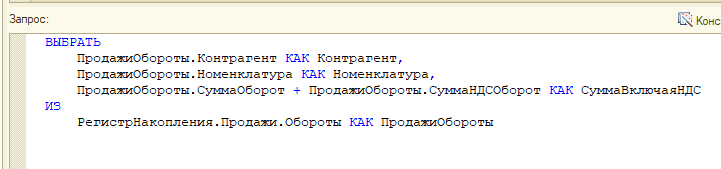 Запрос:
Конс
ВЫБРАТЬ
ПродажиОбороты.Контрагент КАК Контрагент,
ПродажиОбороты.Номенклатура КАК Номенклатура,
ПродажиОбороты.СуммаОборот + ПродажиОбороты.СуммаНДСОборот КАК СуммаВключаяНДС
ИЗ
РегистрНакопления.Продажи.Обороты КАК ПродажиОбороты